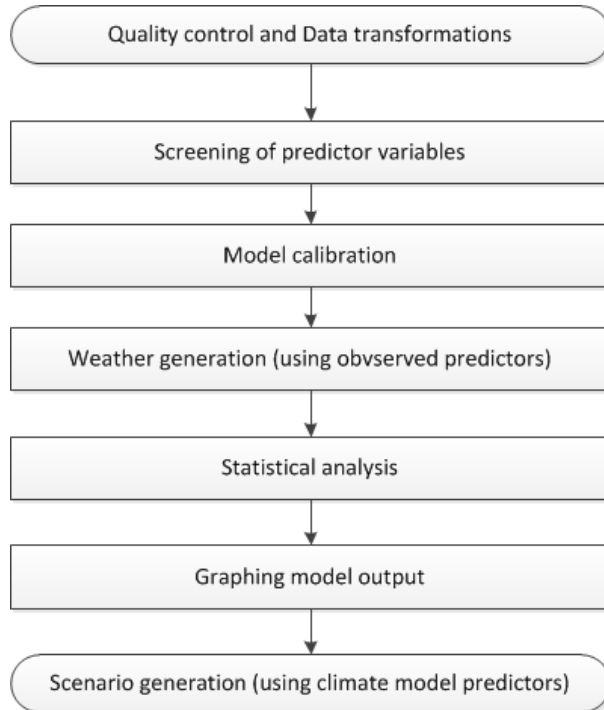 Quality control and Data transformations
Screening of predictor variables
Model calibration
Weather generation (using obvserved predictors)
Statistical analysis
Graphing model output
Scenario generation (using climate model predictors)